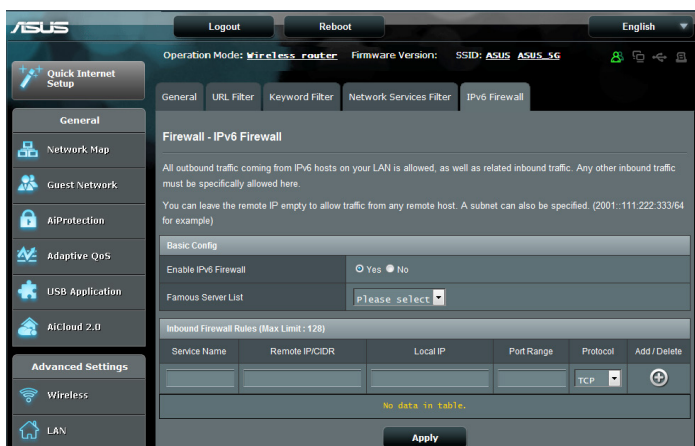 ASUS
Logout
Reboot
English
Operation Mode: Wireless router Firmware Version: SSID: ASUS ASUS_5G
Quick Internet
Setup
General
Network Map
Guest Network
AiProtection
Adaptive QoS
USB Application
AiCloud 2.0
Advanced Settings
Wireless
LAN
General
URL Filter
Keyword Filter
Network Services Filter
IPv6 Firewall
Firewall - IPv6 Firewall
All outbound traffic coming from IPv6 hosts on your LAN is allowed, as well as related inbound traffic. Any other inbound traffic
must be specifically allowed here.
You can leave the remote IP empty to allow traffic from any remote host. A subnet can also be specified. (2001::111:222:333/64
for example)
Basic Config
Enable IPv6 Firewall
Yes No
Famous Server List
Please select
Inbound Firewall Rules (Max Limit : 128)
Service Name Remote IP/CIDR Local IP Port Range Protocol Add / Delete
TCP
No data in table.
Apply